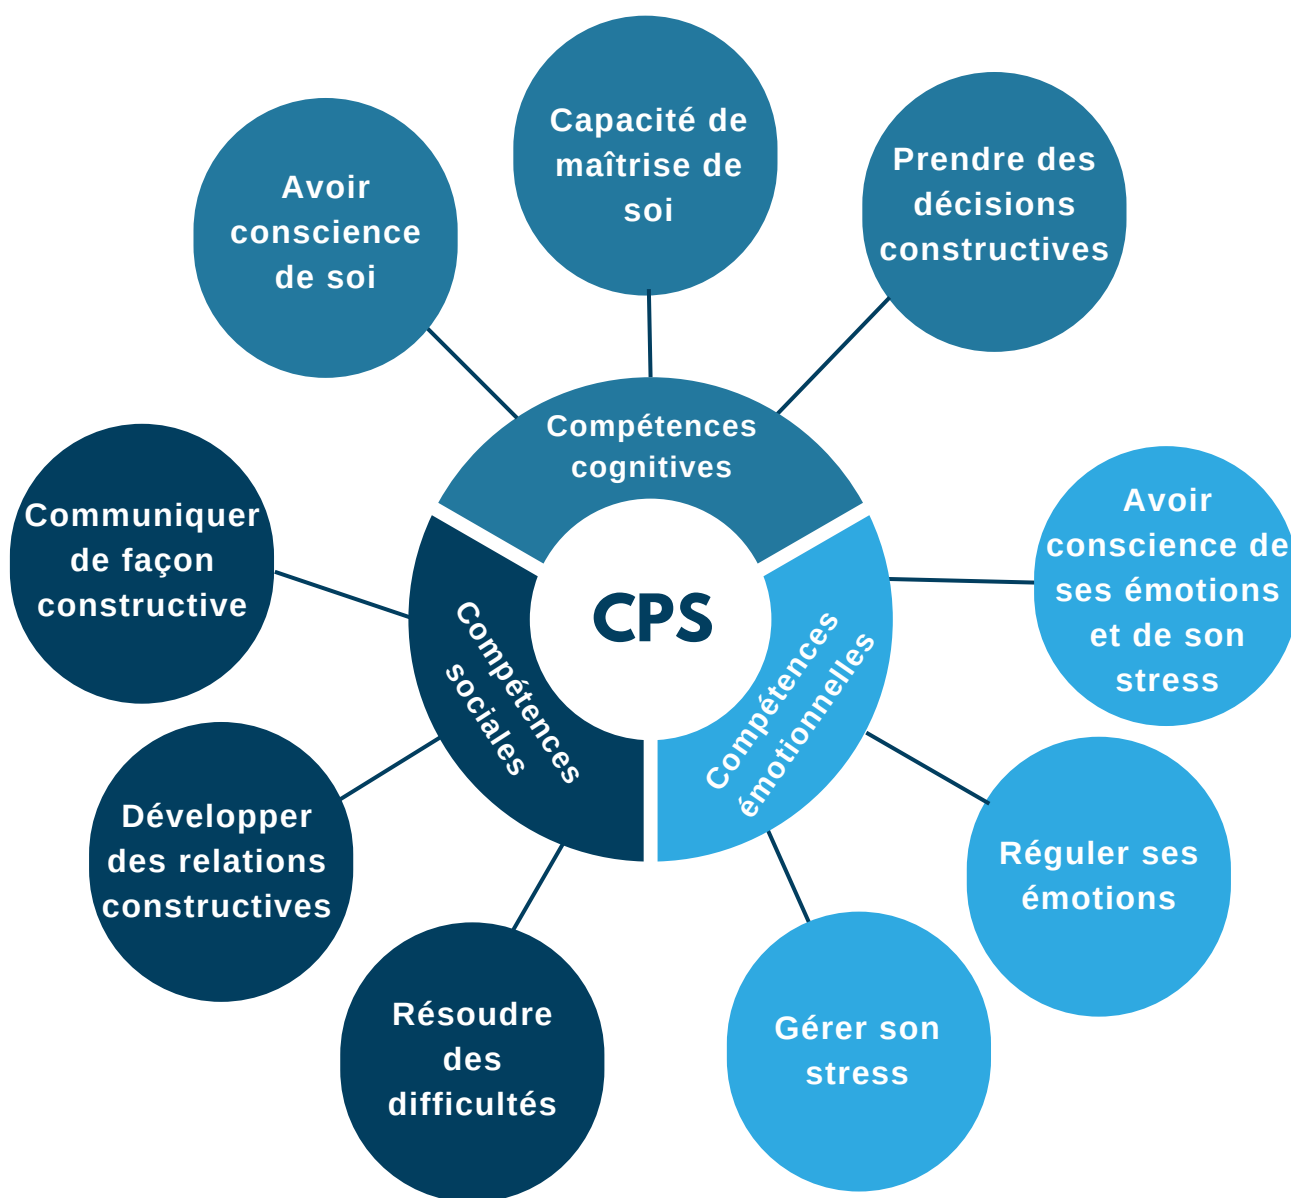 Capacité de
maîtrise de
soi
Avoir
conscience
de soi
Prendre des
décisions
constructives
Compétences
cognitives
Communiquer
de façon
constructive
Avoir
conscience de
ses émotions
et de son
stress
CPS
Compétences
sociales
Compétences
émotionnelles
Développer
des relations
constructives
Réguler ses
émotions
Résoudre
des
difficultés
Gérer son
stress